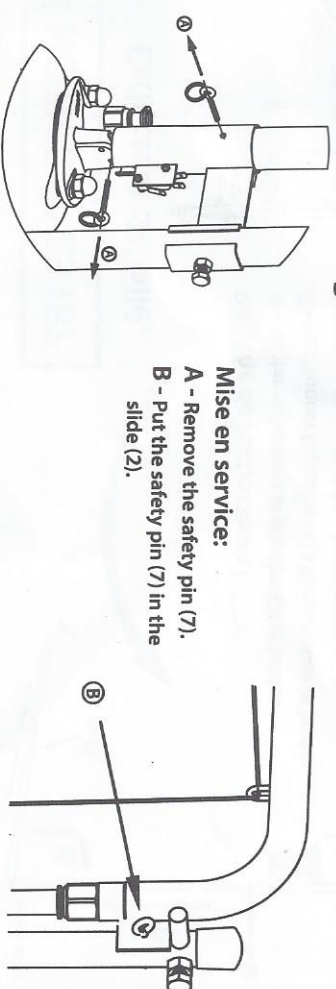 Mise en service:
A - Remove the safety pin (7).
B - Put the safety pin (7) in the
slide (2).
A
A
B